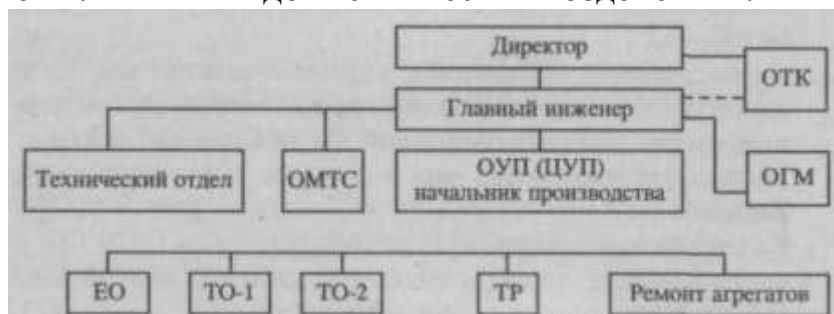 Директор
ОТК
Главный инженер
Технический отдел
ОМТС
ОУП (ЦУП)
начальник производства
ОГМ
ЕО
ТО-1
ТО-2
ТР
Ремонт агрегатов